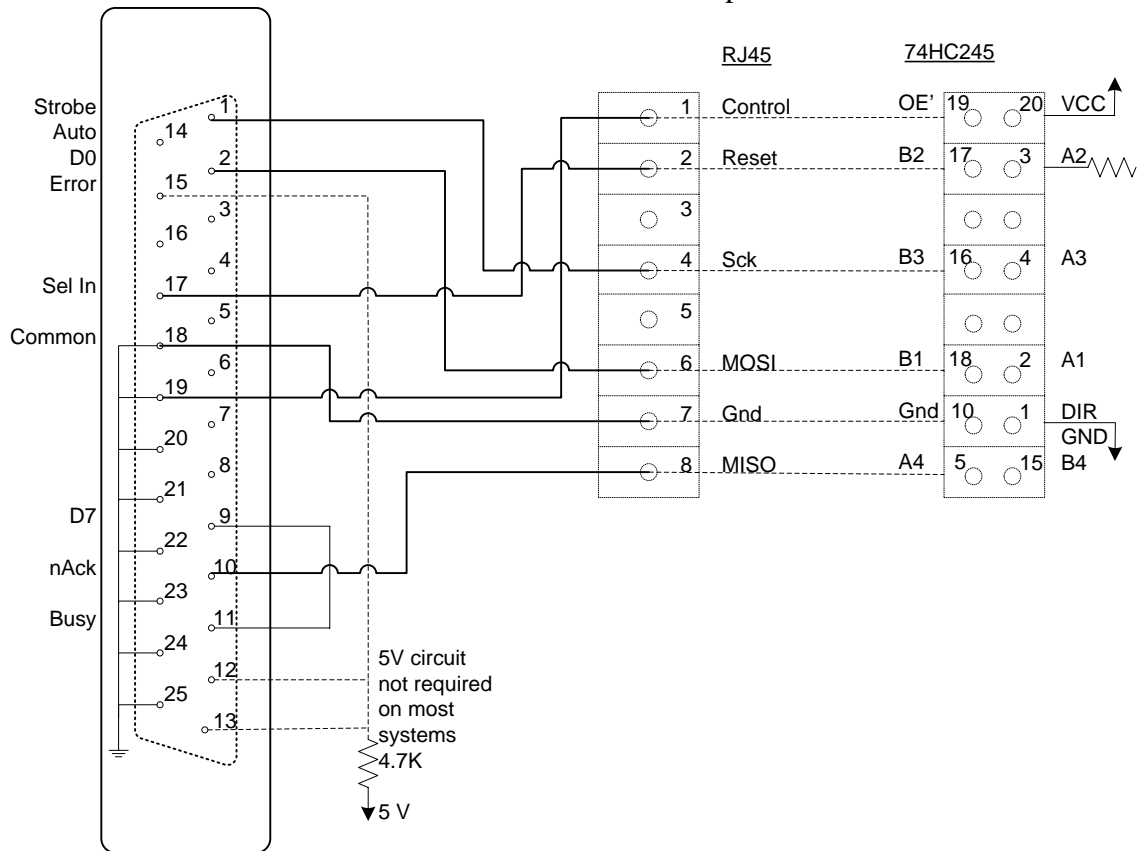 RJ45
74HC245
Strobe
Auto
D0
Error
Sel In
Common
D7
nAck
Busy
1
14
2
15
3
16
4
17
5
18
6
19
7
20
8
21
9
22
10
23
11
24
12
25
13
5V circuit
not required
on most
systems
4.7K
5 V
1 Control OE' 19 20 VCC
2 Reset B2 17 3 A2
3
4 Sck B3 16 4 A3
5
6 MOSI B1 18 2 A1
7 Gnd Gnd 10 1 DIR
GND
8 MISO A4 5 15 B4